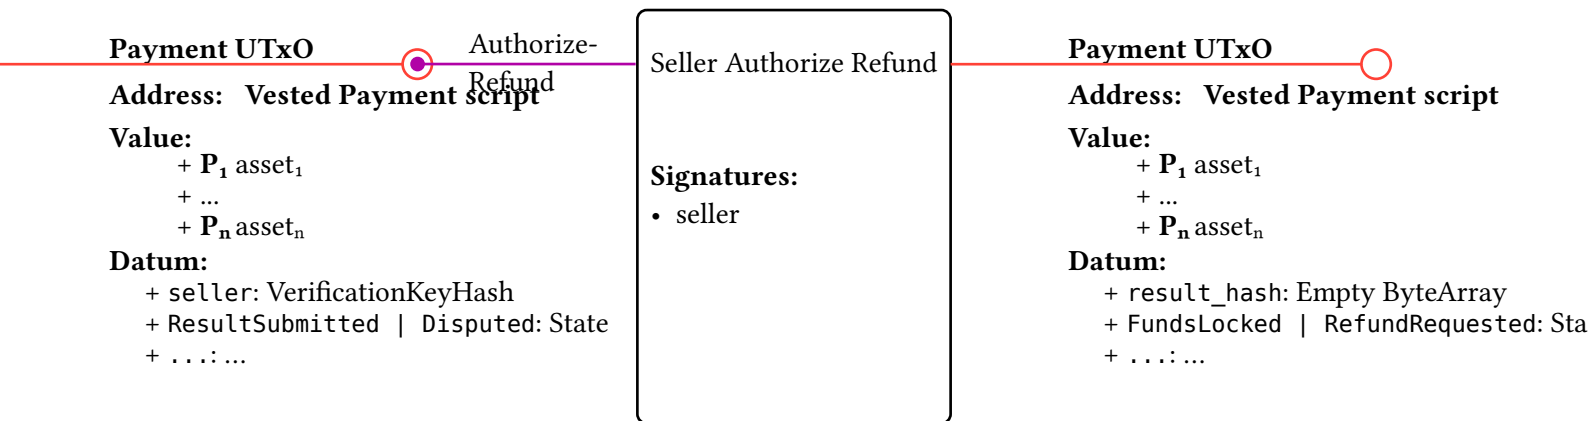 Payment UTxO
Address: Vested Payment script
Value:
+ P₁ asset₁
+ ...
+ Pₙ assetₙ
Datum:
+ seller: VerificationKeyHash
+ ResultSubmitted | Disputed: State
+ ...: ...
Authorize-
Refund
Seller Authorize Refund
Signatures:
• seller
Payment UTxO
Address: Vested Payment script
Value:
+ P₁ asset₁
+ ...
+ Pₙ assetₙ
Datum:
+ result_hash: Empty ByteArray
+ FundsLocked | RefundRequested: Sta
+ ...: ...